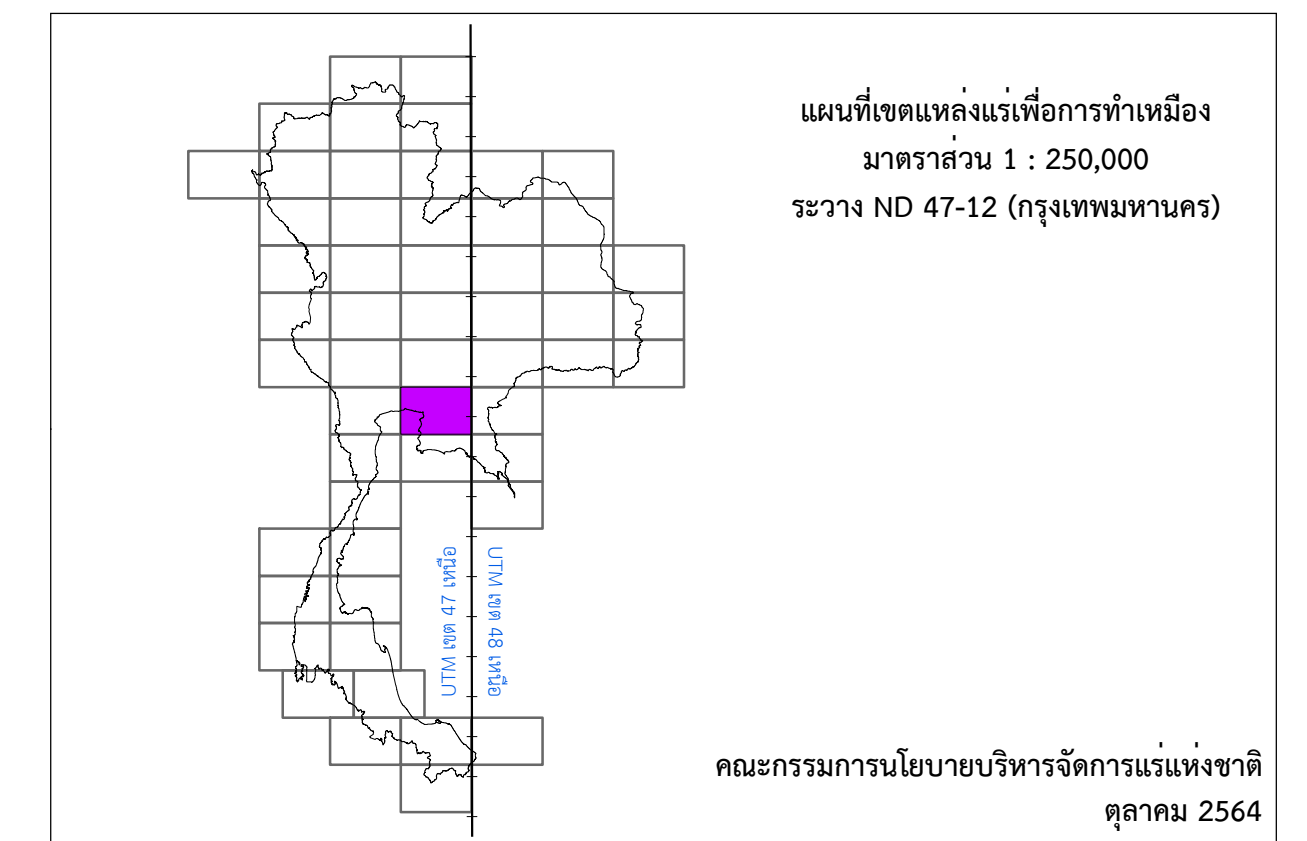 แผนที่เขตแหล่งแร่เพื่อการทำเหมือง
มาตราส่วน 1 : 250,000
ระวาง ND 47-12 (กรุงเทพมหานคร)
UTM เขต 47 เหนือ
UTM เขต 48 เหนือ
คณะกรรมการนโยบายบริหารจัดการแร่แห่งชาติ
ตุลาคม 2564